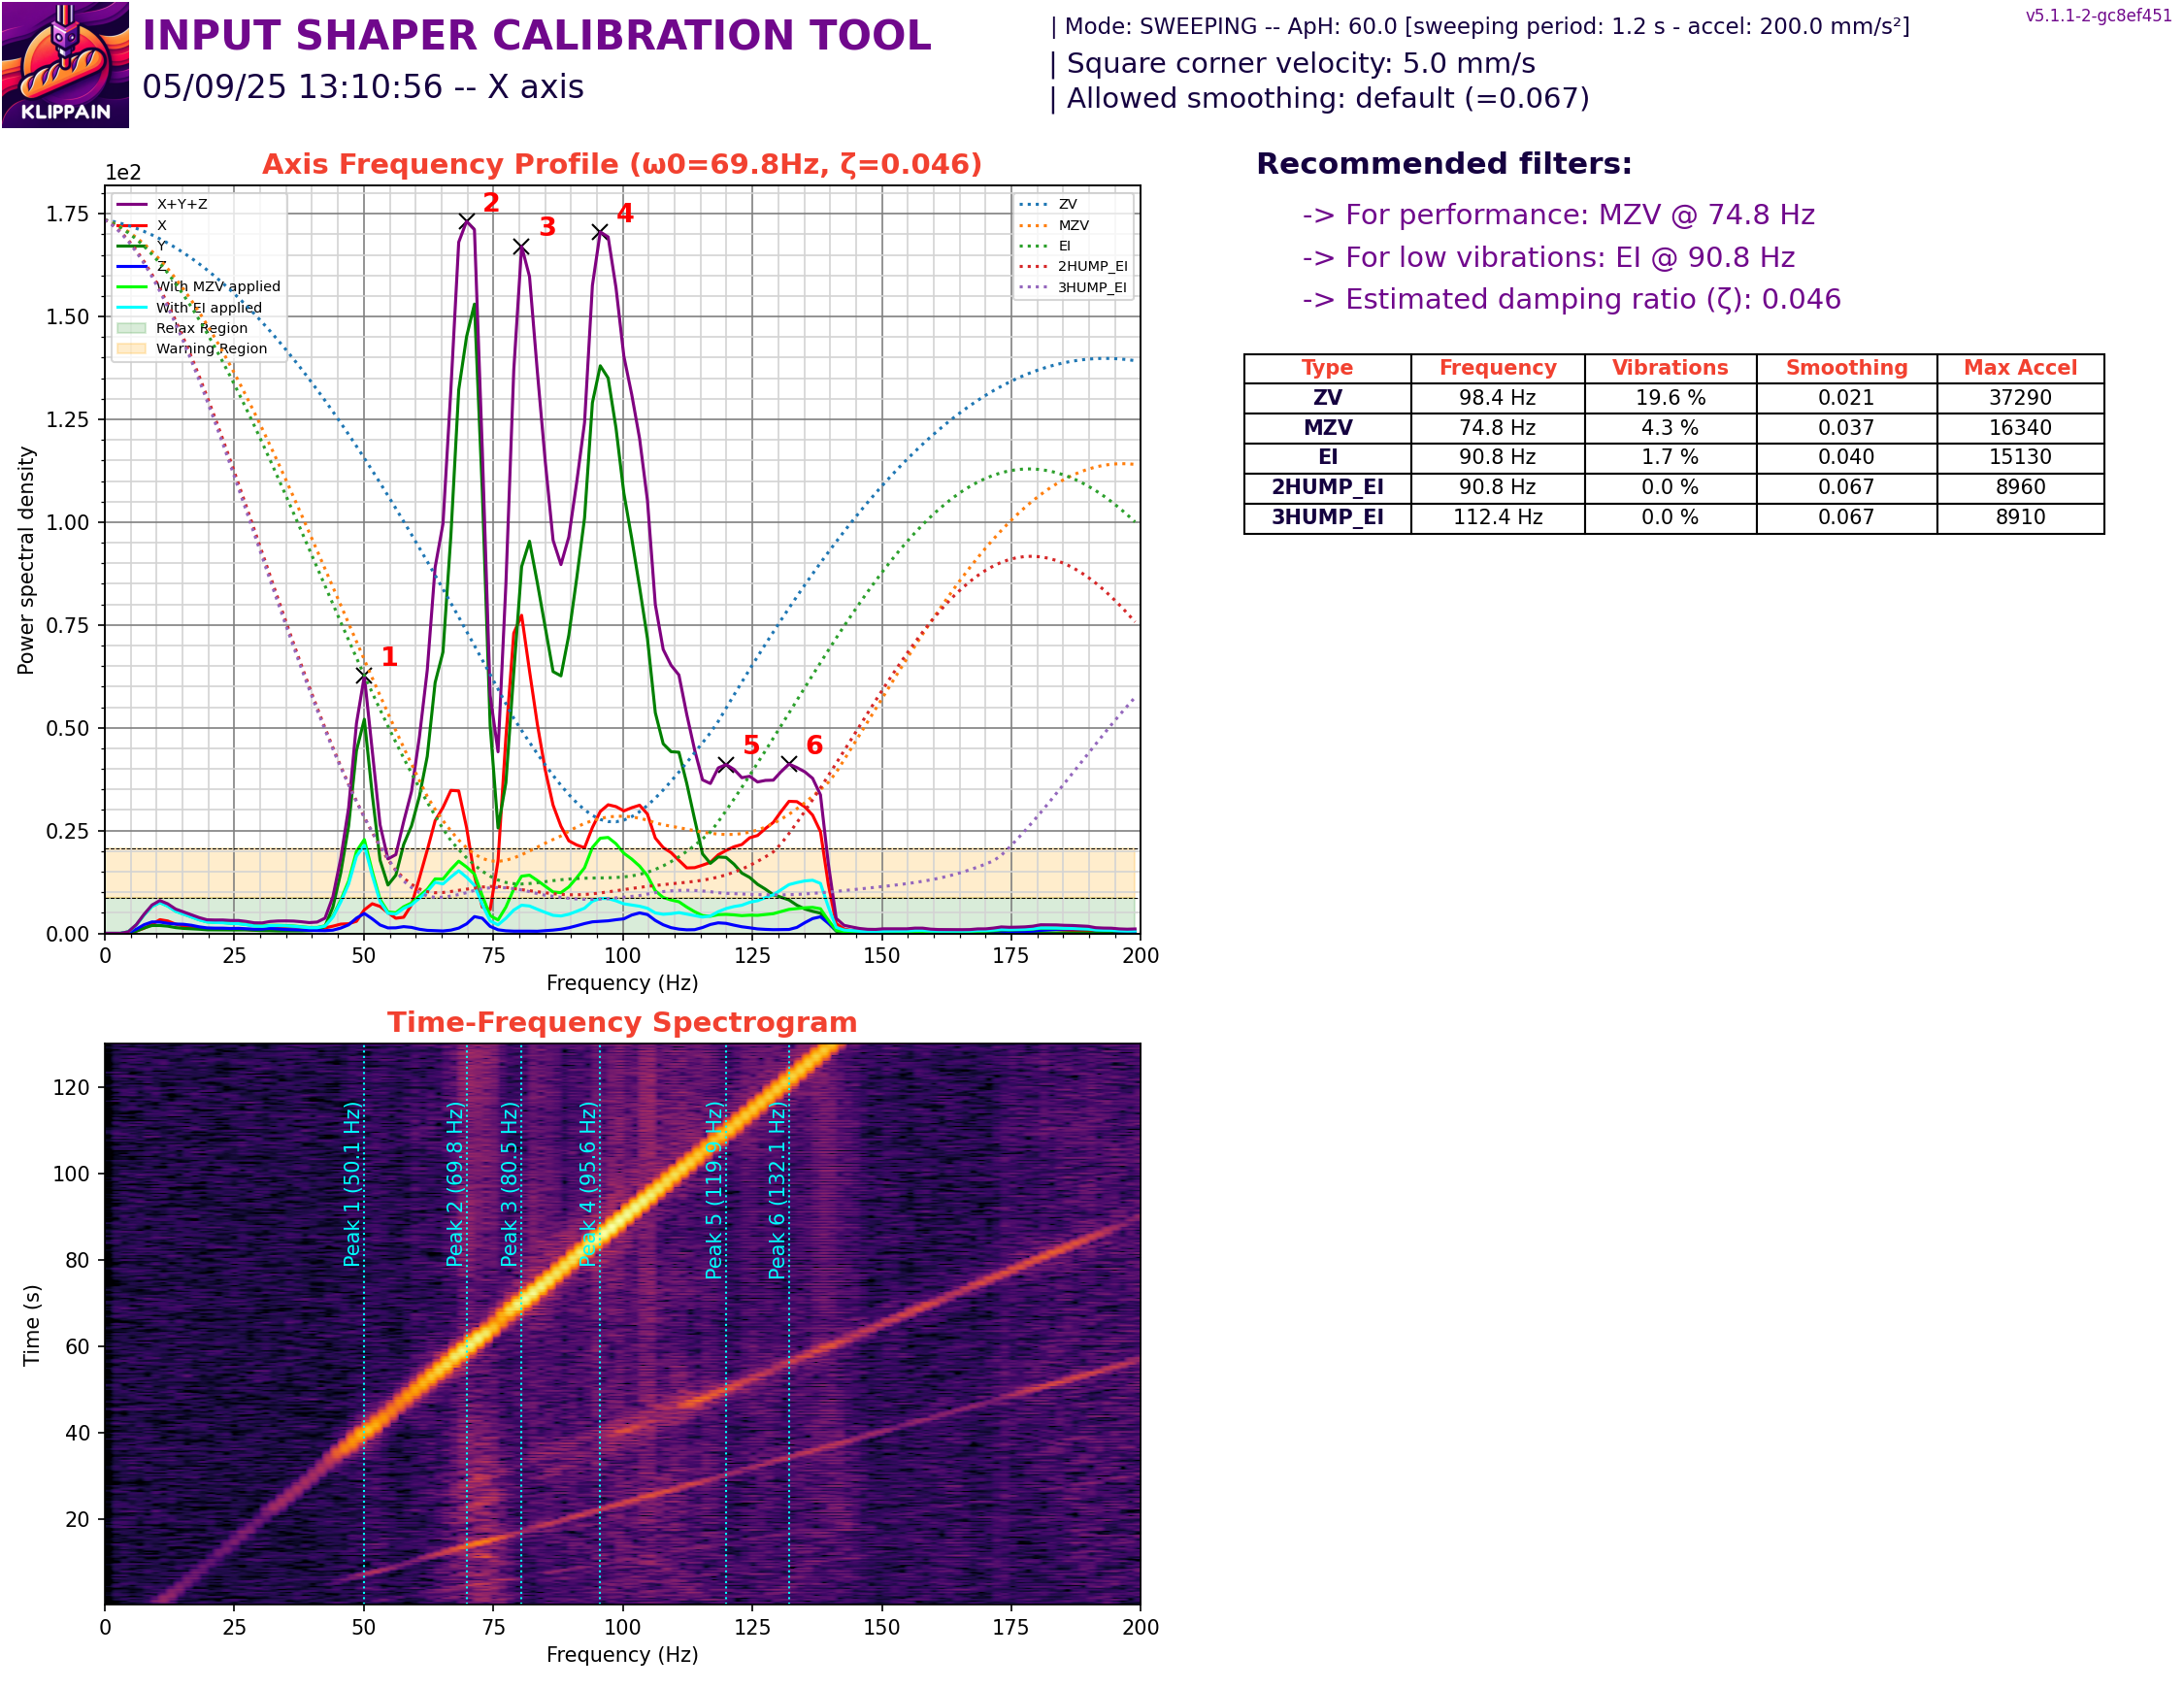 KLIPPAIN
INPUT SHAPER CALIBRATION TOOL
05/09/25 13:10:56 -- X axis
| Mode: SWEEPING -- ApH: 60.0 [sweeping period: 1.2 s - accel: 200.0 mm/s²]
| Square corner velocity: 5.0 mm/s
| Allowed smoothing: default (=0.067)
v5.1.1-2-gc8ef451
Axis Frequency Profile (ω0=69.8Hz, ζ=0.046)
1e2
1.75
1.50
1.25
1.00
0.75
0.50
0.25
0.00
Power spectral density
X+Y+Z
X
Y
Z
With MZV applied
With EI applied
Relax Region
Warning Region
ZV
MZV
EI
2HUMP_EI
3HUMP_EI
1
2
3
4
5
6
0 25 50 75 100 125 150 175 200
Frequency (Hz)
Recommended filters:
-> For performance: MZV @ 74.8 Hz
-> For low vibrations: EI @ 90.8 Hz
-> Estimated damping ratio (ζ): 0.046
Type Frequency Vibrations Smoothing Max Accel
ZV 98.4 Hz 19.6 % 0.021 37290
MZV 74.8 Hz 4.3 % 0.037 16340
EI 90.8 Hz 1.7 % 0.040 15130
2HUMP_EI 90.8 Hz 0.0 % 0.067 8960
3HUMP_EI 112.4 Hz 0.0 % 0.067 8910
Time-Frequency Spectrogram
120
100
80
60
40
20
Time (s)
Peak 1 (50.1 Hz)
Peak 2 (69.8 Hz)
Peak 3 (80.5 Hz)
Peak 4 (95.6 Hz)
Peak 5 (119.9 Hz)
Peak 6 (132.1 Hz)
0 25 50 75 100 125 150 175 200
Frequency (Hz)